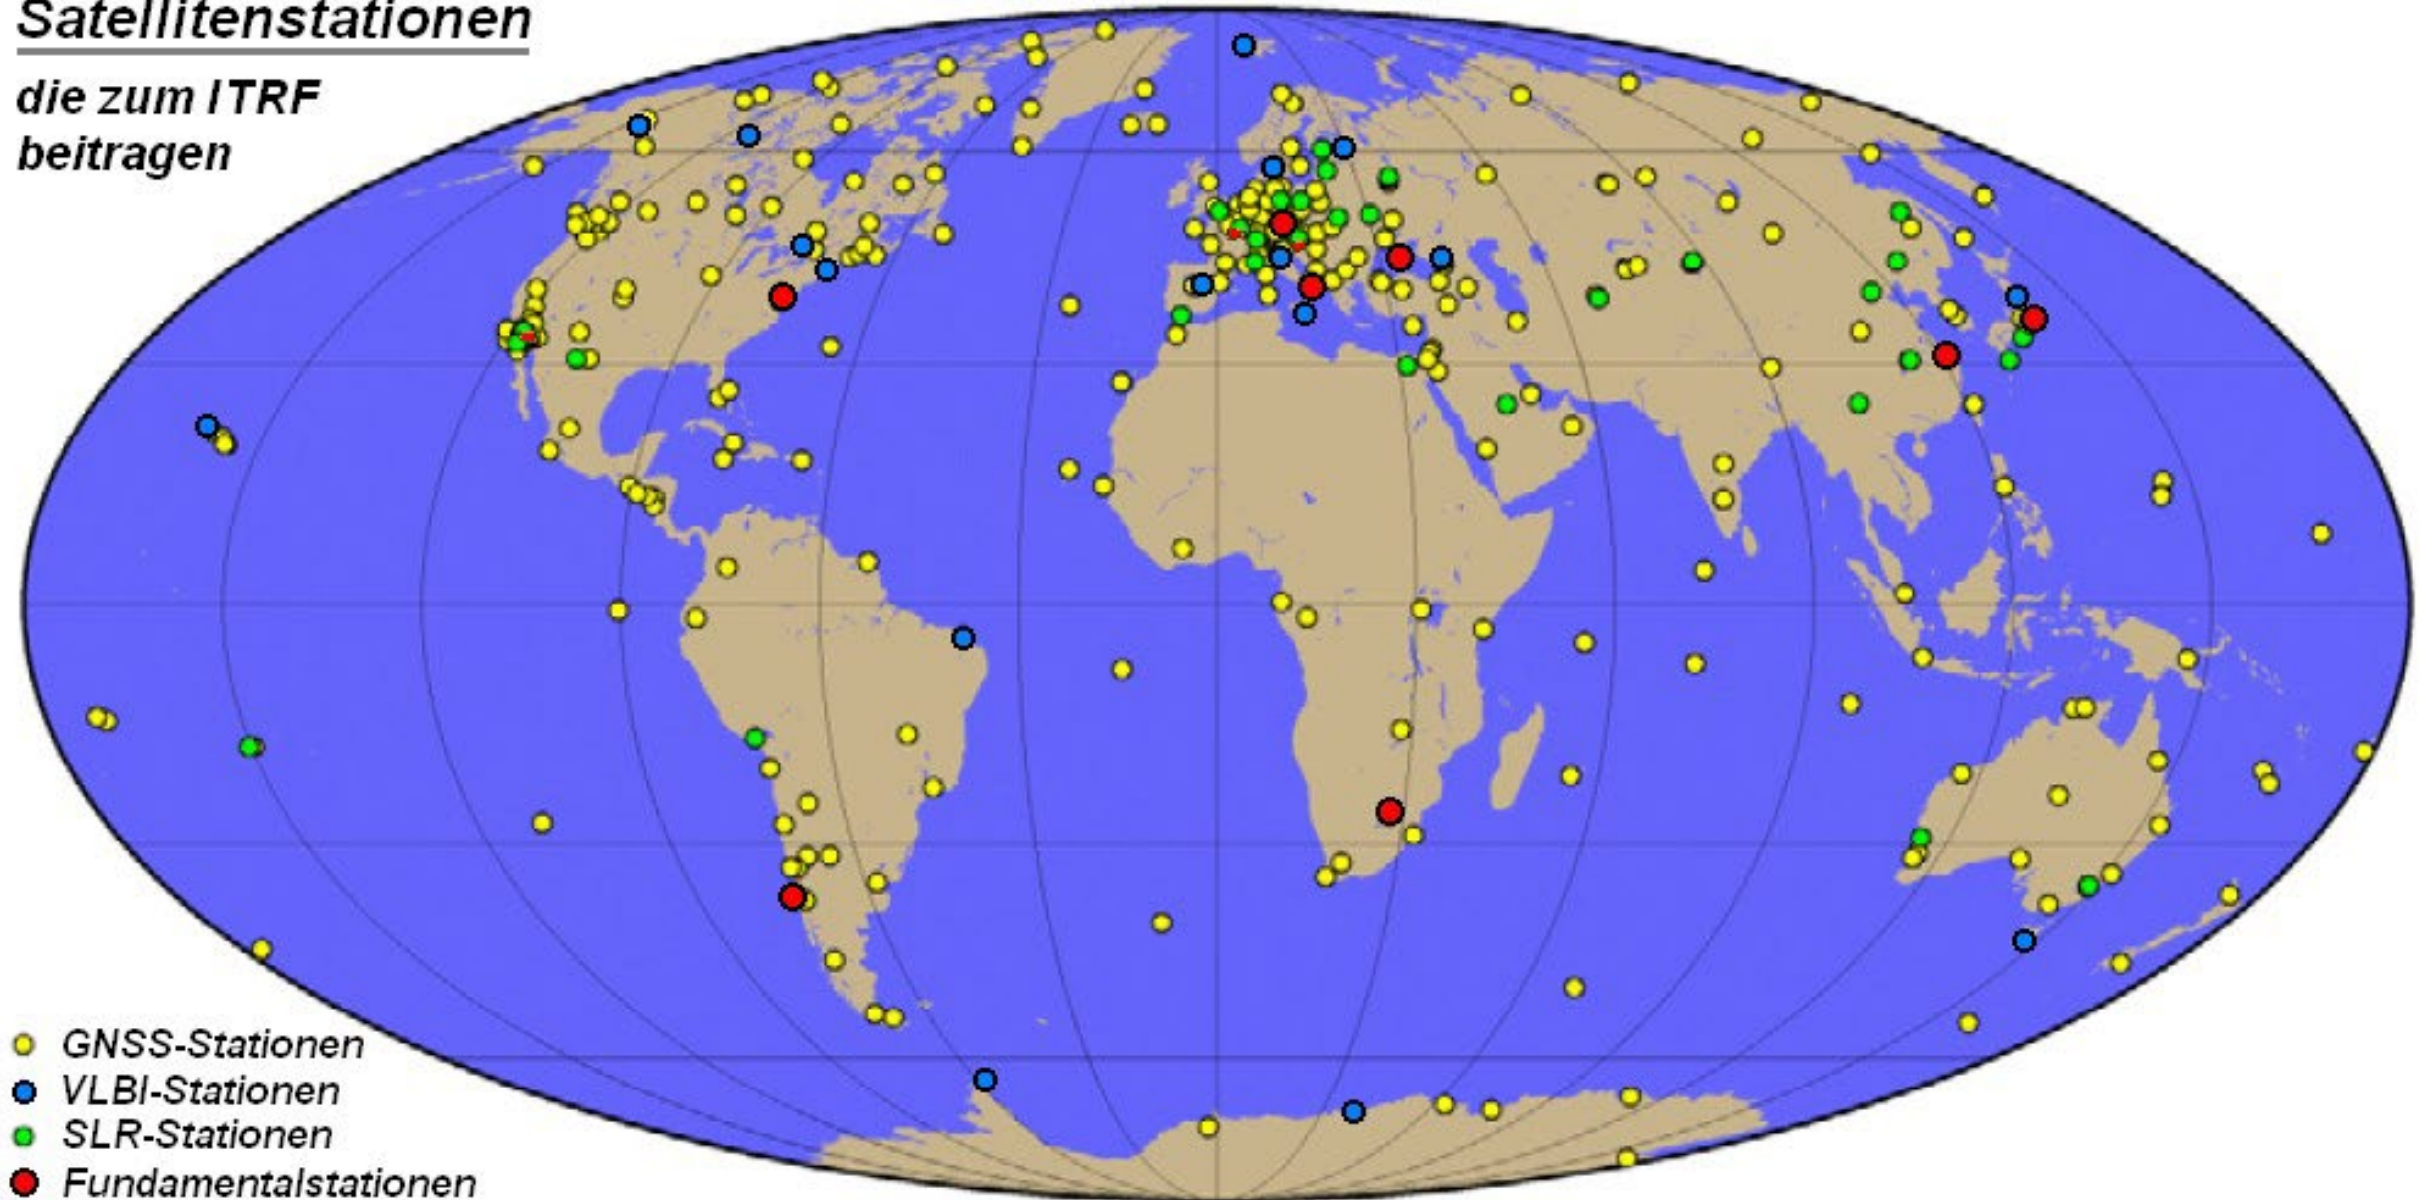 Satellitenstationen
die zum ITRF
beitragen
GNSS-Stationen
VLBI-Stationen
SLR-Stationen
Fundamentalstationen